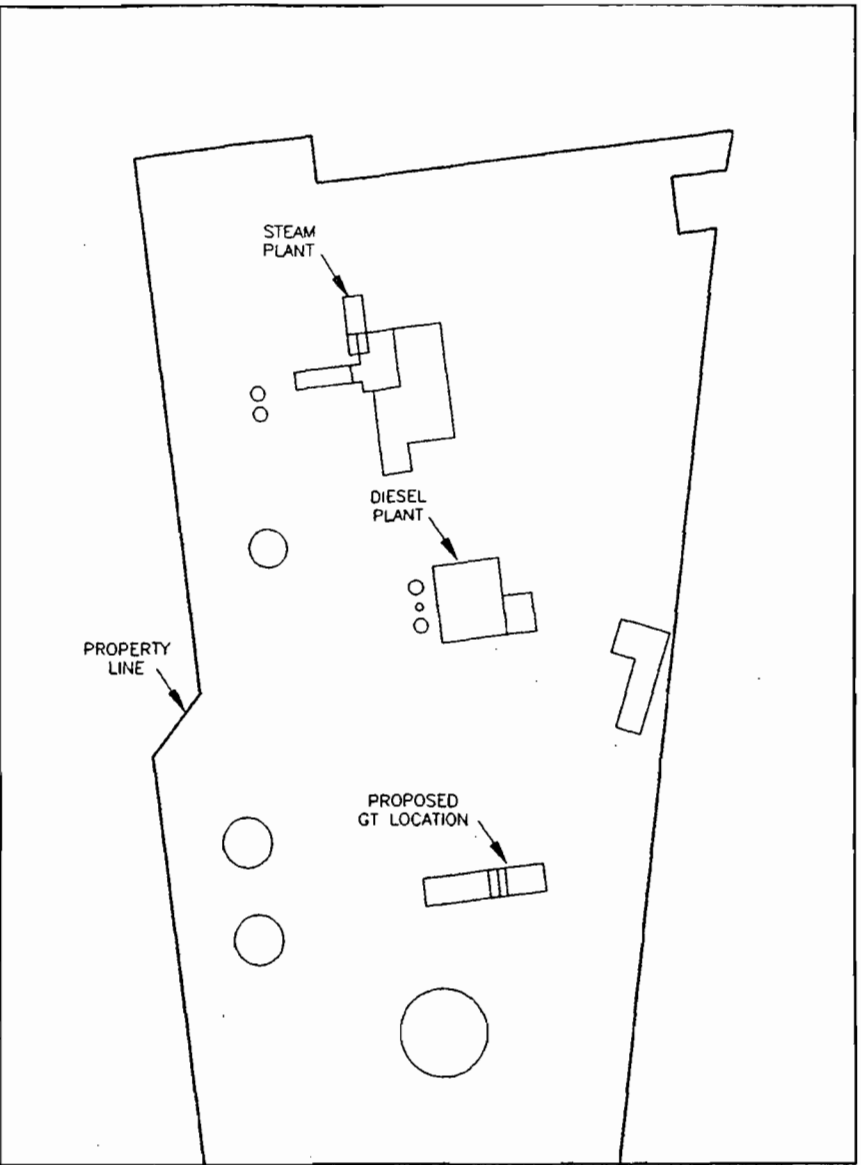 STEAM
PLANT
DIESEL
PLANT
PROPERTY
LINE
PROPOSED
GT LOCATION